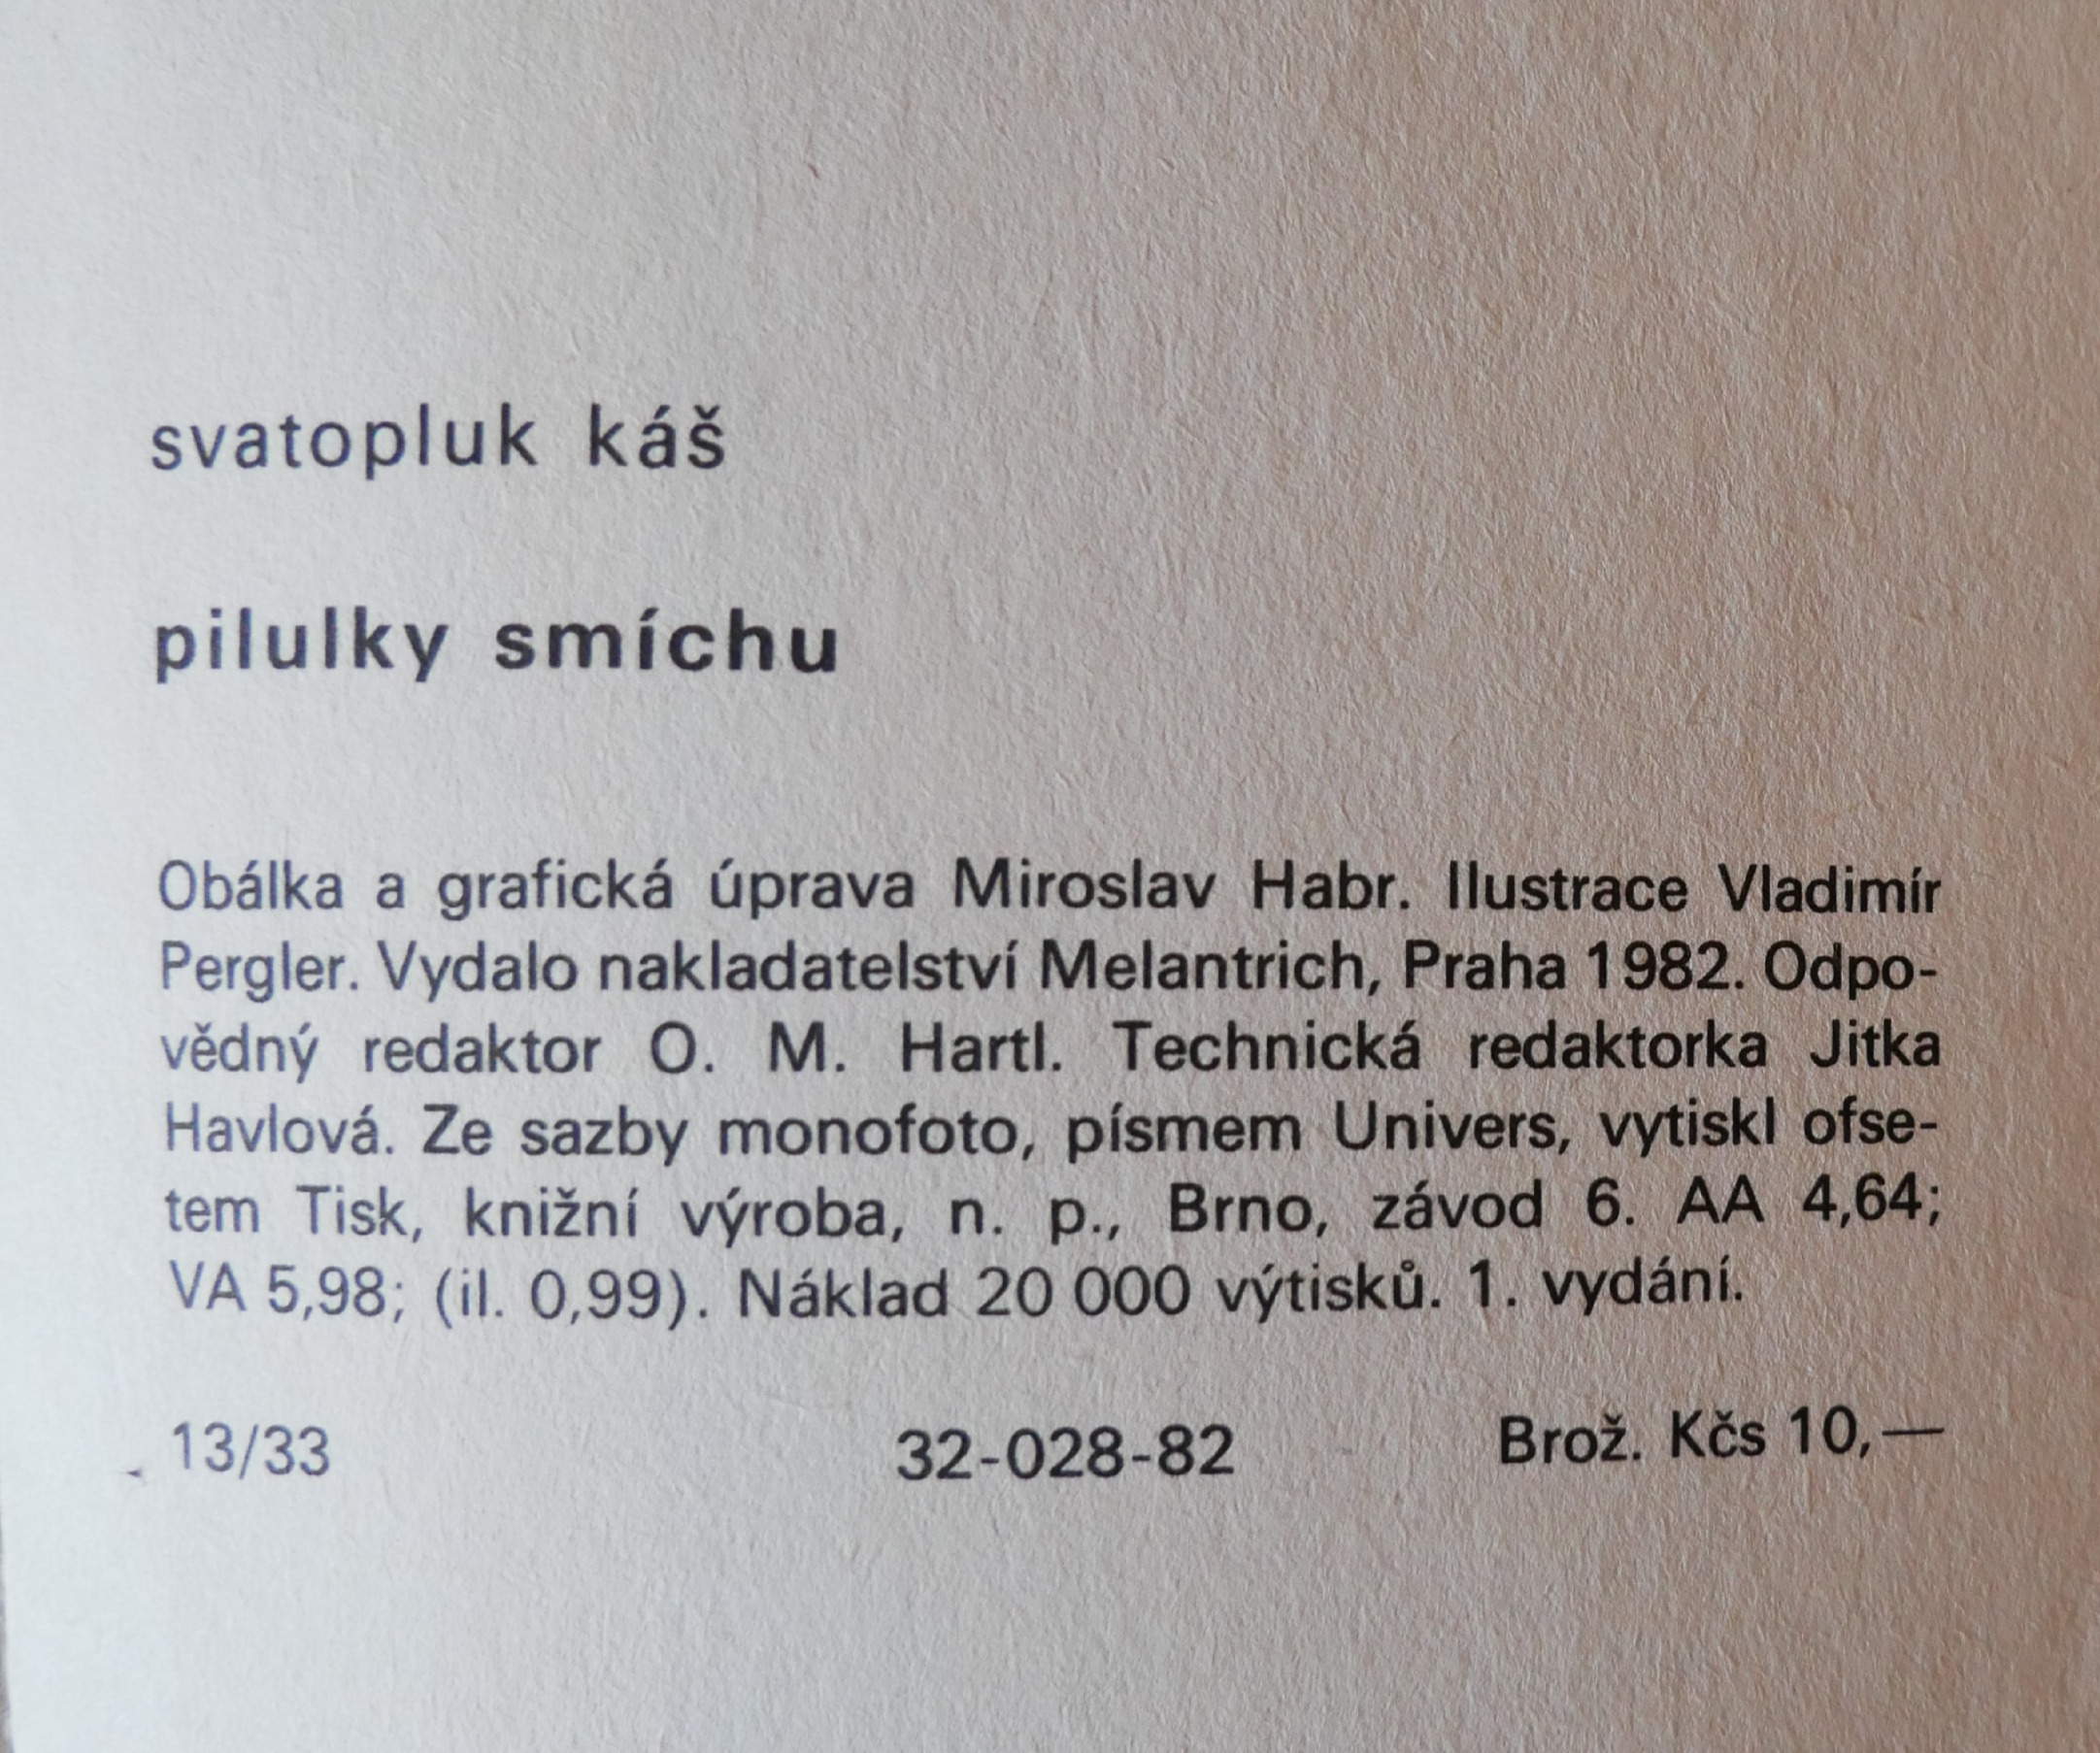 svatopluk káš
pilulky smíchu
Obálka a grafická úprava Miroslav Habr. Ilustrace Vladimír
Pergler. Vydalo nakladatelství Melantrich, Praha 1982. Odpo-
vědný redaktor O. M. Hartl. Technická redaktorka Jitka
Havlová. Ze sazby monofoto, písmem Univers, vytiskl ofse-
tem Tisk, knižní výroba, n. p., Brno, závod 6. AA 4,64;
VA 5,98; (il. 0,99). Náklad 20 000 výtisků. 1. vydání.
13/33 32-028-82 Brož. Kčs 10,—